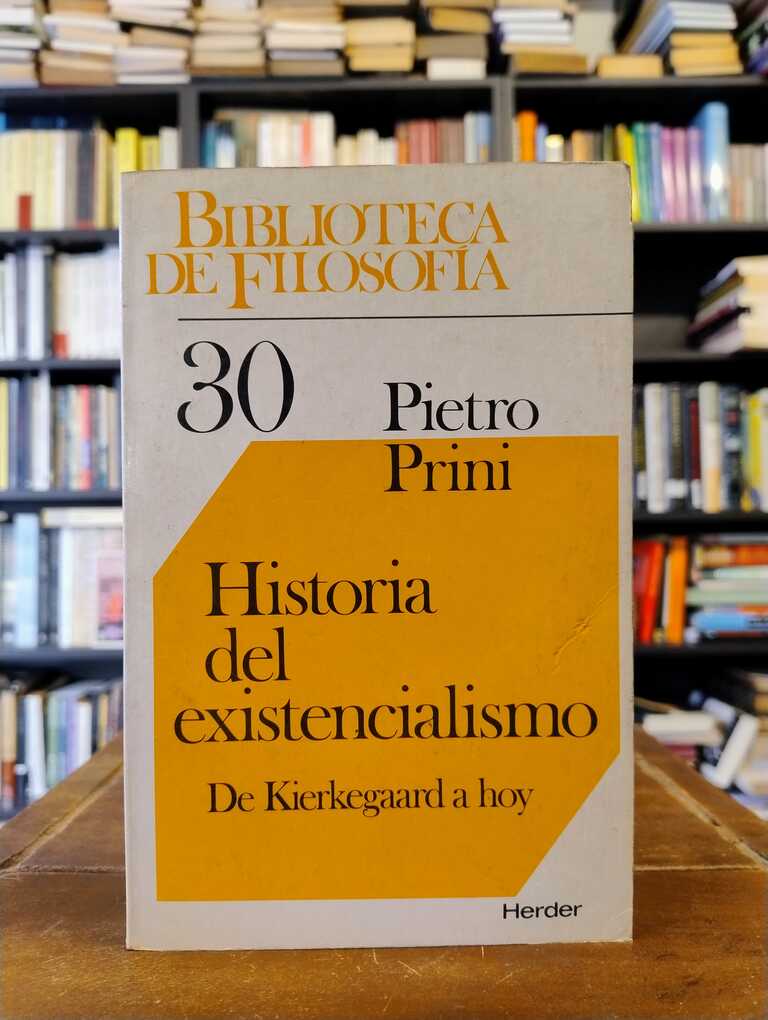 BIBLIOTECA
DE FILOSOFÍA
30
Pietro
Prini
Historia
del
existencialismo
De Kierkegaard a hoy
Herder